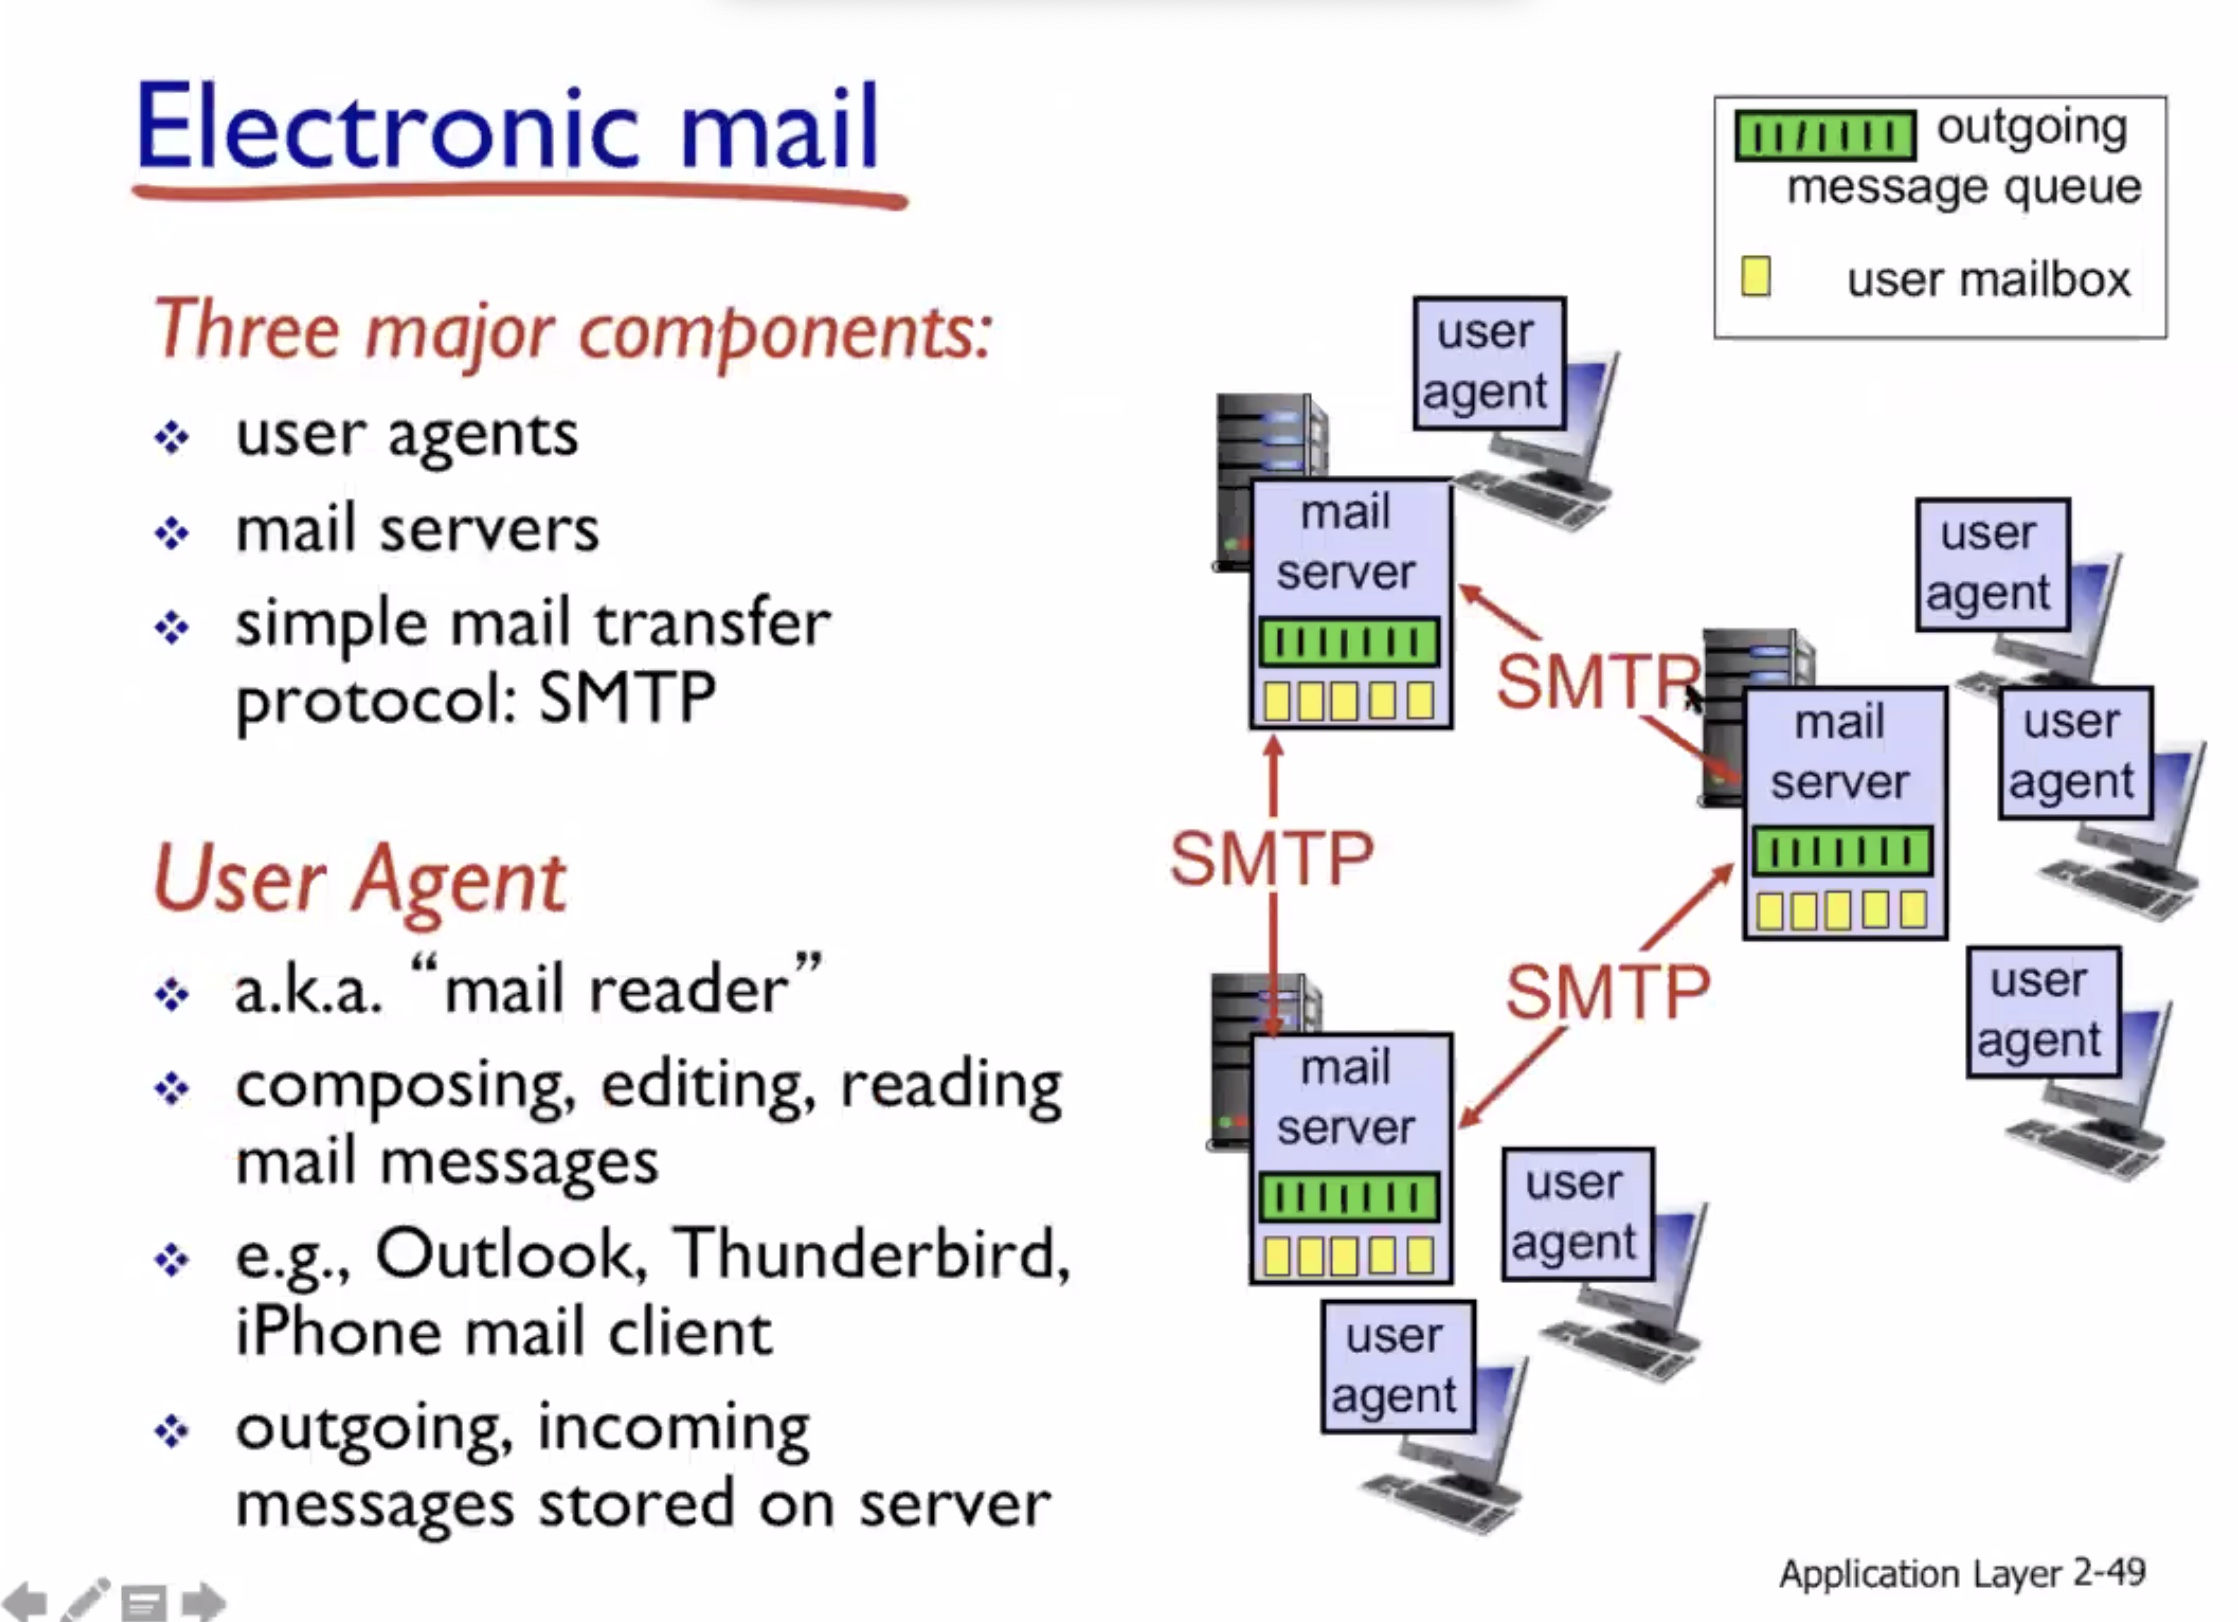 Electronic mail
Three major components:
user agents
mail servers
simple mail transfer
protocol: SMTP
User Agent
a.k.a. “mail reader”
composing, editing, reading
mail messages
e.g., Outlook, Thunderbird,
iPhone mail client
outgoing, incoming
messages stored on server
outgoing
message queue
user mailbox
user
agent
mail
server
SMTP
user
agent
mail
server
user
agent
SMTP
SMTP
user
agent
mail
server
user
agent
user
agent
Application Layer 2-49